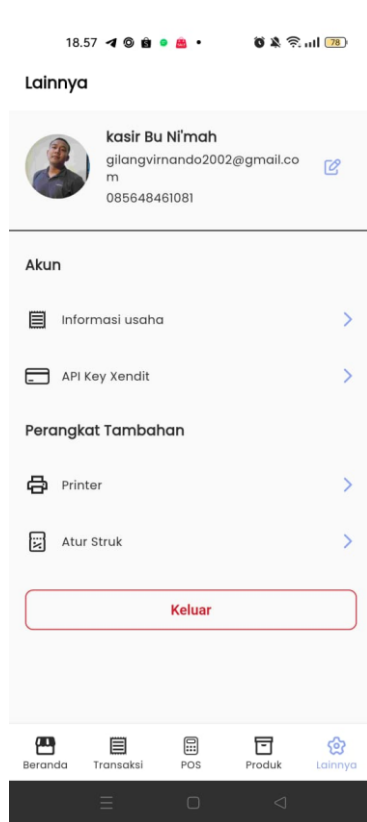 18.57
78
Lainnya
kasir Bu Ni'mah
gilangvirnando2002@gmail.co
m
085648461081
Akun
Informasi usaha
API Key Xendit
Perangkat Tambahan
Printer
Atur Struk
Keluar
Beranda
Transaksi
POS
Produk
Lainnya